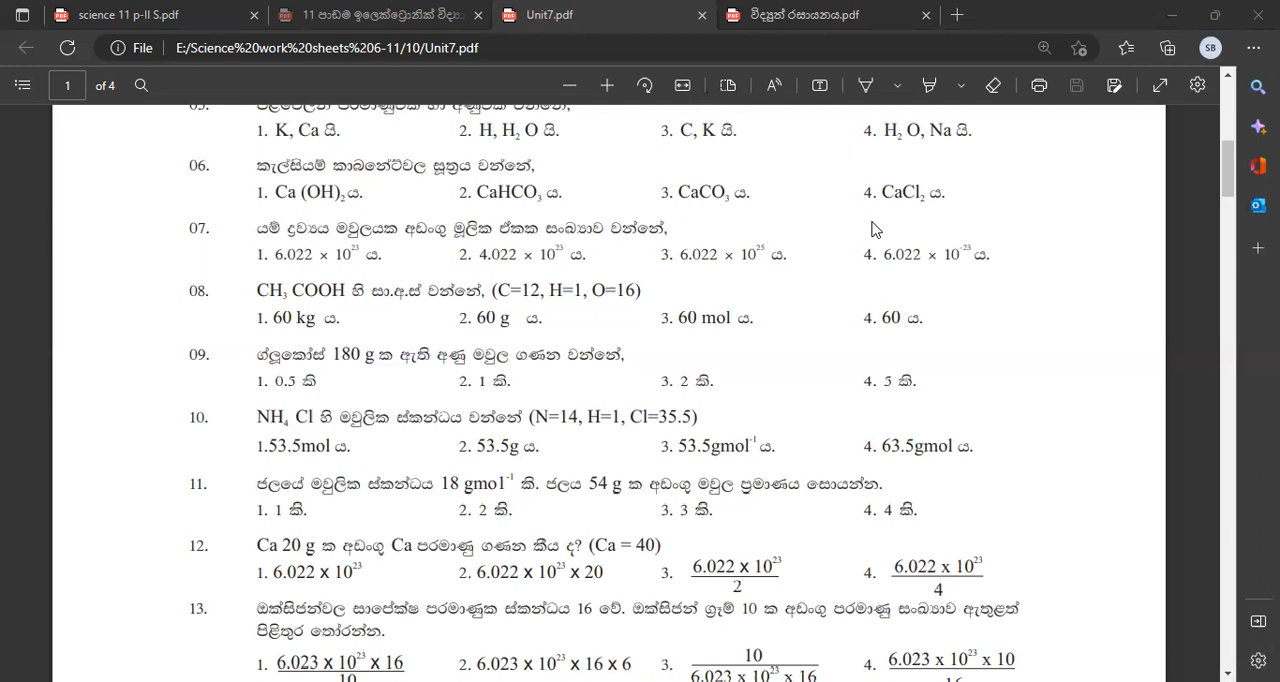 science 11 p-II S.pdf
11 පාඩම ඉලෙක්ට්‍රොනික් විද්‍යා
Unit7.pdf
විද්‍යුත් රසායනය.pdf
File
E:/Science%20work%20sheets%206-11/10/Unit7.pdf
SB
1 of 4
1. K, Ca යි. 2. H, H₂ O යි. 3. C, K යි. 4. H₂ O, Na යි.
06. කැල්සියම් කාබනේට්වල සූත්‍රය වන්නේ,
1. Ca (OH)₂ ය. 2. CaHCO₃ ය. 3. CaCO₃ ය. 4. CaCl₂ ය.
07. යම් ද්‍රව්‍යය මවුලයක අඩංගු මූලික ඒකක සංඛ්‍යාව වන්නේ,
1. 6.022 × 10²³ ය. 2. 4.022 × 10²³ ය. 3. 6.022 × 10²⁵ ය. 4. 6.022 × 10⁻²³ ය.
08. CH₃ COOH හි සා.අ.ස් වන්නේ, (C=12, H=1, O=16)
1. 60 kg ය. 2. 60 g ය. 3. 60 mol ය. 4. 60 ය.
09. ග්ලූකෝස් 180 g ක ඇති අණු මවුල ගණන වන්නේ,
1. 0.5 කි 2. 1 කි. 3. 2 කි. 4. 5 කි.
10. NH₄ Cl හි මවුලික ස්කන්ධය වන්නේ (N=14, H=1, Cl=35.5)
1.53.5mol ය. 2. 53.5g ය. 3. 53.5gmol⁻¹ ය. 4. 63.5gmol ය.
11. ජලයේ මවුලික ස්කන්ධය 18 gmo1⁻¹ කි. ජලය 54 g ක අඩංගු මවුල ප්‍රමාණය සොයන්න.
1. 1 කි. 2. 2 කි. 3. 3 කි. 4. 4 කි.
12. Ca 20 g ක අඩංගු Ca පරමාණු ගණන කීය ද? (Ca = 40)
1. 6.022 x 10²³ 2. 6.022 x 10²³ x 20 3. 6.022 x 10²³ 4. 6.022 x 10²³
2 4
13. ඔක්සිජන්වල සාපේක්ෂ පරමාණුක ස්කන්ධය 16 වේ. ඔක්සිජන් ග්‍රෑම් 10 ක අඩංගු පරමාණු සංඛ්‍යාව ඇතුළත්
පිළිතුර තෝරන්න.
1. 6.023 x 10²³ x 16 2. 6.023 x 10²³ x 16 x 6 3. 10 4. 6.023 x 10²³ x 10
10 6.023 x 10²³ x 16 16